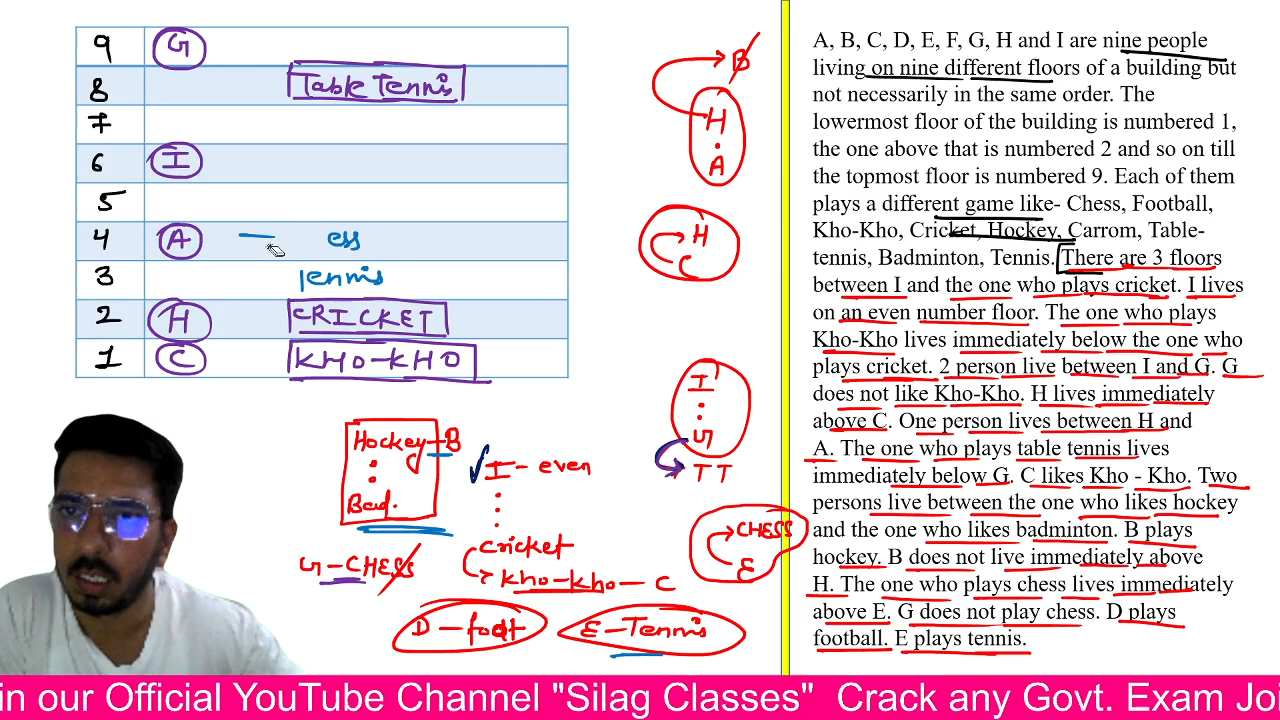 9 G
8 Table Tennis
7
6 I
5
4 A — ess
3 Tennis
2 H CRICKET
1 C KHO-KHO
B
H
A
H
C
I
G
TT
CHESS
E
Hockey-B
Bad.
I- even
cricket
Kho-Kho-C
G-CHESS
D-foot
E-Tennis
A, B, C, D, E, F, G, H and I are nine people
living on nine different floors of a building but
not necessarily in the same order. The
lowermost floor of the building is numbered 1,
the one above that is numbered 2 and so on till
the topmost floor is numbered 9. Each of them
plays a different game like- Chess, Football,
Kho-Kho, Cricket, Hockey, Carrom, Table-
tennis, Badminton, Tennis. There are 3 floors
between I and the one who plays cricket. I lives
on an even number floor. The one who plays
Kho-Kho lives immediately below the one who
plays cricket. 2 person live between I and G. G
does not like Kho-Kho. H lives immediately
above C. One person lives between H and
A. The one who plays table tennis lives
immediately below G. C likes Kho - Kho. Two
persons live between the one who likes hockey
and the one who likes badminton. B plays
hockey. B does not live immediately above
H. The one who plays chess lives immediately
above E. G does not play chess. D plays
football. E plays tennis.
in our Official YouTube Channel "Silag Classes" Crack any Govt. Exam Joi